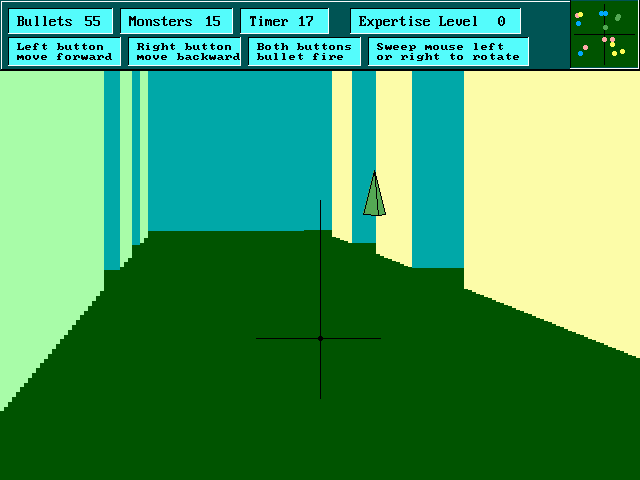 Bullets 55 Monsters 15 Timer 17 Expertise Level 0
Left button Right button Both buttons Sweep mouse left
move forward move backward bullet fire or right to rotate